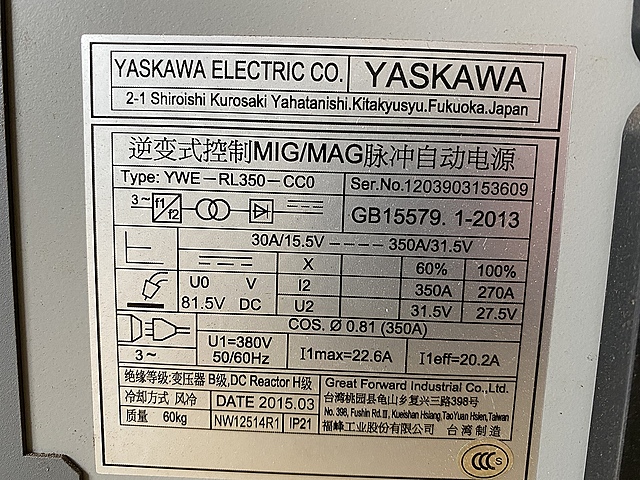 YASKAWA ELECTRIC CO. YASKAWA
2-1 Shiroishi Kurosaki Yahatanishi.Kitakyusyu.Fukuoka.Japan
逆变式控制MIG/MAG脉冲自动电源
Type: YWE-RL350-CC0 Ser.No.1203903153609
3~ f1 f2 GB15579. 1-2013
30A/15.5V ---- 350A/31.5V
X 60% 100%
U0 V I2 350A 270A
81.5V DC U2 31.5V 27.5V
COS. Ø 0.81 (350A)
3~ U1=380V 50/60Hz I1max=22.6A I1eff=20.2A
绝缘等级:变压器 B级,DC Reactor H级 Great Forward Industrial Co.,Ltd.
冷却方式 风冷 DATE 2015.03 台湾桃园县龟山乡复兴三路398号
No. 398, Fushin Rd.III, Kueishan Hsiang,TaoYuan Hsien,Taiwan
质量 60kg NW12514R1 IP21 福峰工业股份有限公司 台湾制造
CCC S